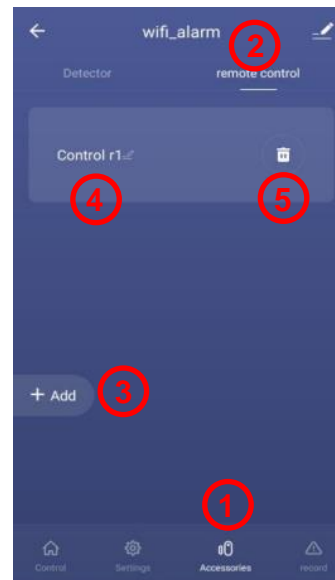 wifi_alarm
2
Detector
remote control
Control r1
4
5
+ Add
3
1
Control
Settings
Accessories
record